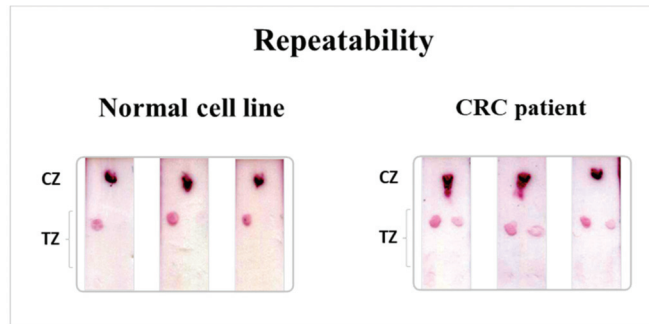 Repeatability
Normal cell line
CRC patient
CZ
TZ
CZ
TZ